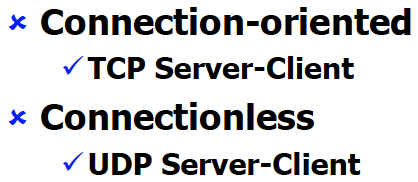 Connection-oriented
TCP Server-Client
Connectionless
UDP Server-Client